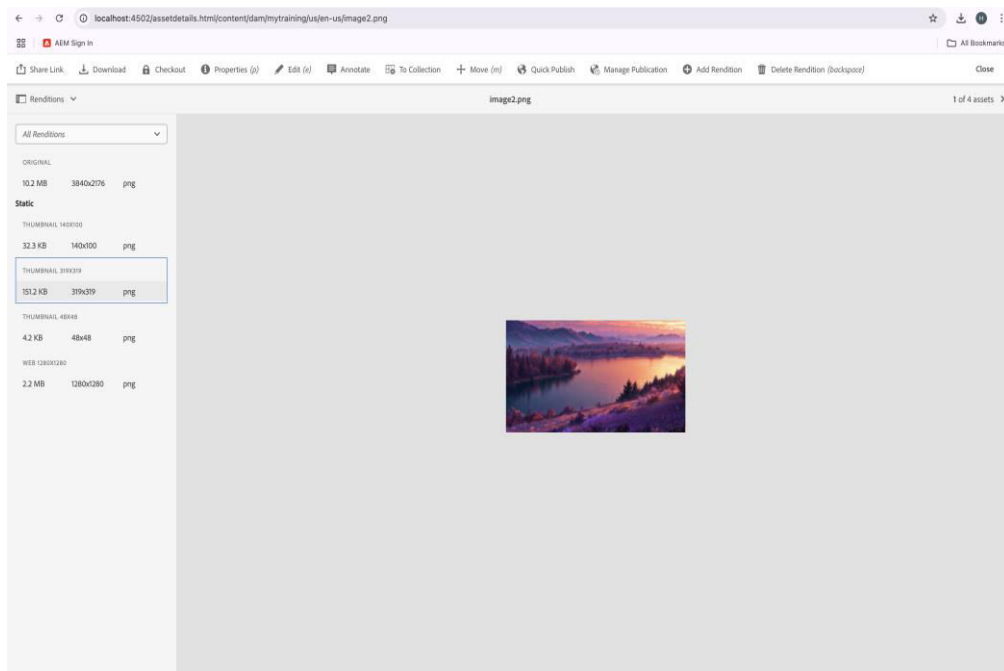 localhost:4502/assetdetails.html/content/dam/mytraining/us/en-us/image2.png
AEM Sign In All Bookmarks
Share Link Download Checkout Properties (p) Edit (e) Annotate To Collection Move (m) Quick Publish Manage Publication Add Rendition Delete Rendition (backspace) Close
Renditions image2.png 1 of 4 assets
All Renditions
ORIGINAL
10.2 MB 3840x2176 png
Static
THUMBNAIL 140X100
32.3 KB 140x100 png
THUMBNAIL 319X319
151.2 KB 319x319 png
THUMBNAIL 48X48
4.2 KB 48x48 png
WEB 1280X1280
2.2 MB 1280x1280 png